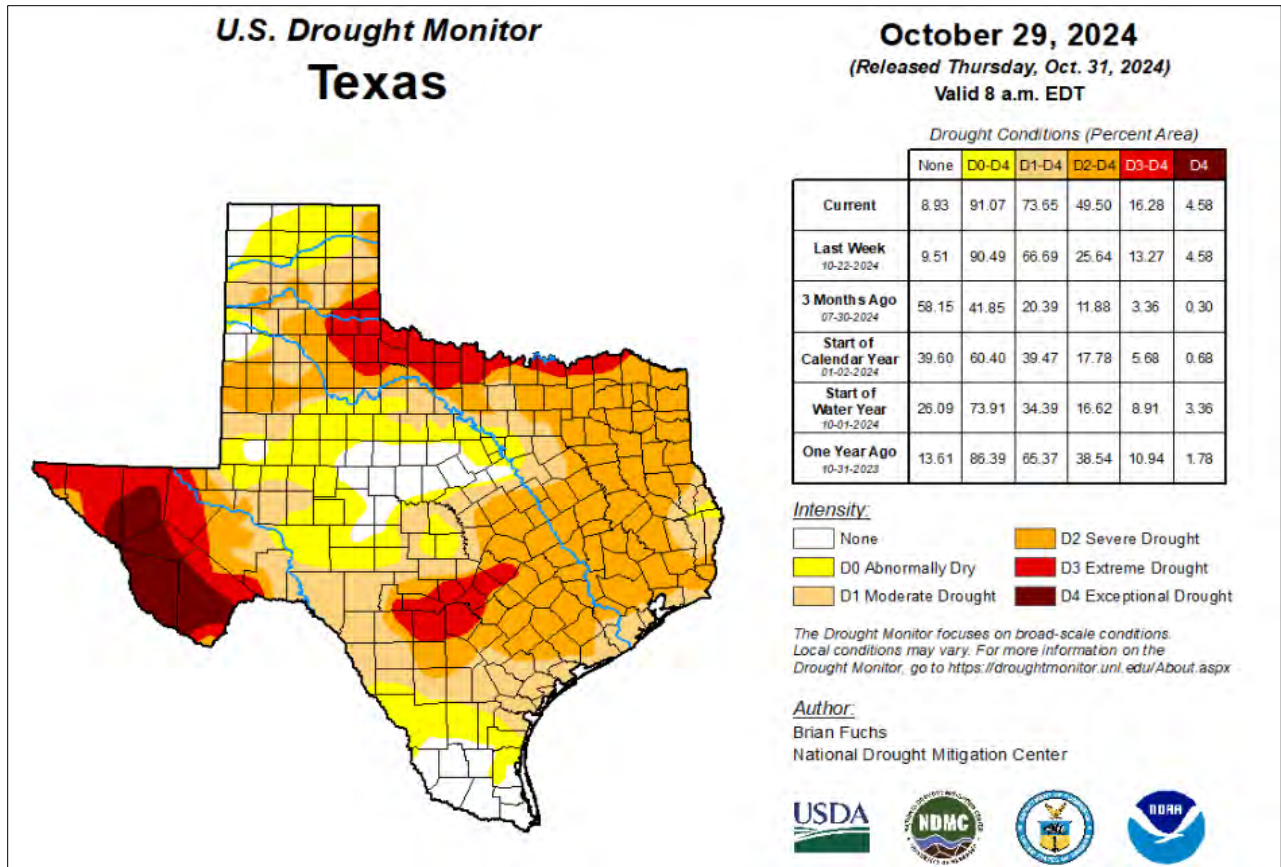 U.S. Drought Monitor
Texas
October 29, 2024
(Released Thursday, Oct. 31, 2024)
Valid 8 a.m. EDT
Drought Conditions (Percent Area)
None D0-D4 D1-D4 D2-D4 D3-D4 D4
Current 8.93 91.07 73.65 49.50 16.28 4.58
Last Week 9.51 90.49 66.69 25.64 13.27 4.58
10-22-2024
3 Months Ago 58.15 41.85 20.39 11.88 3.36 0.30
07-30-2024
Start of
Calendar Year 39.60 60.40 39.47 17.78 5.68 0.68
01-02-2024
Start of
Water Year 26.09 73.91 34.39 16.62 8.91 3.36
10-01-2024
One Year Ago 13.61 86.39 65.37 38.54 10.94 1.78
10-31-2023
Intensity:
None
D2 Severe Drought
D0 Abnormally Dry
D3 Extreme Drought
D1 Moderate Drought
D4 Exceptional Drought
The Drought Monitor focuses on broad-scale conditions.
Local conditions may vary. For more information on the
Drought Monitor, go to https://droughtmonitor.unl.edu/About.aspx
Author:
Brian Fuchs
National Drought Mitigation Center
USDA
NDMC
NOAA